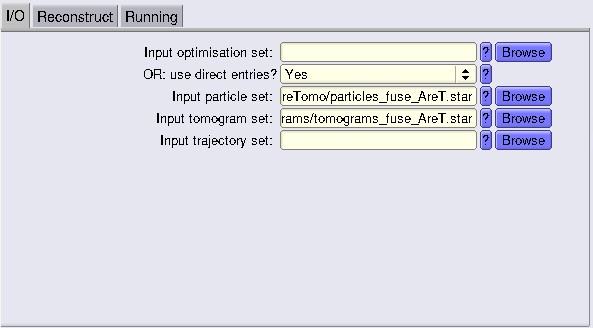 I/O Reconstruct Running
Input optimisation set: ? Browse
OR: use direct entries? Yes ?
Input particle set: reTomo/particles_fuse_AreT.star ? Browse
Input tomogram set: rams/tomograms_fuse_AreT.star ? Browse
Input trajectory set: ? Browse